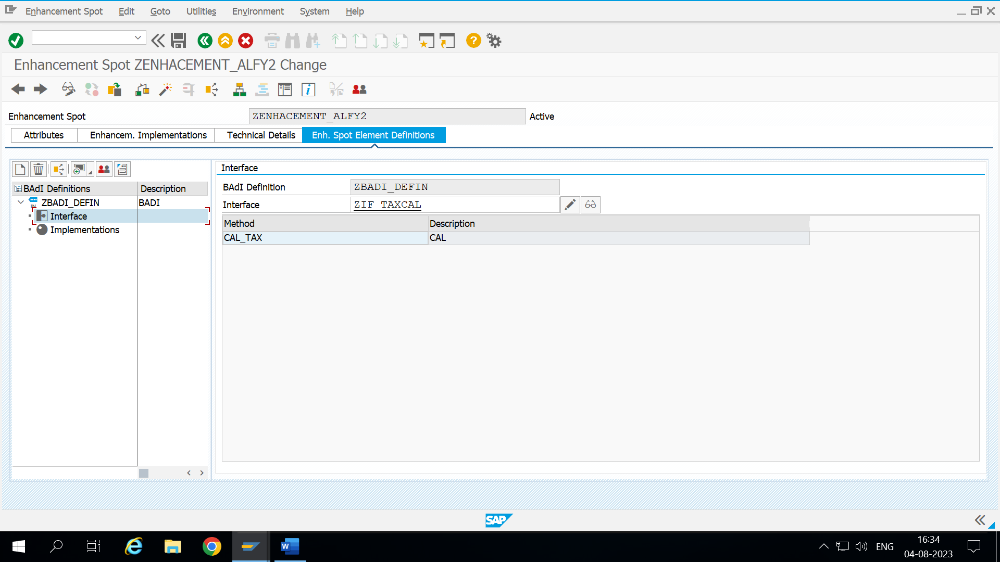 Enhancement Spot Edit Goto Utilities Environment System Help
Enhancement Spot ZENHACEMENT_ALFY2 Change
Enhancement Spot ZENHACEMENT_ALFY2 Active
Attributes Enhancem. Implementations Technical Details Enh. Spot Element Definitions
BAdI Definitions Description
ZBADI_DEFIN BADI
Interface
Implementations
Interface
BAdI Definition ZBADI_DEFIN
Interface ZIF_TAXCAL
Method Description
CAL_TAX CAL
SAP
ENG
16:34
04-08-2023